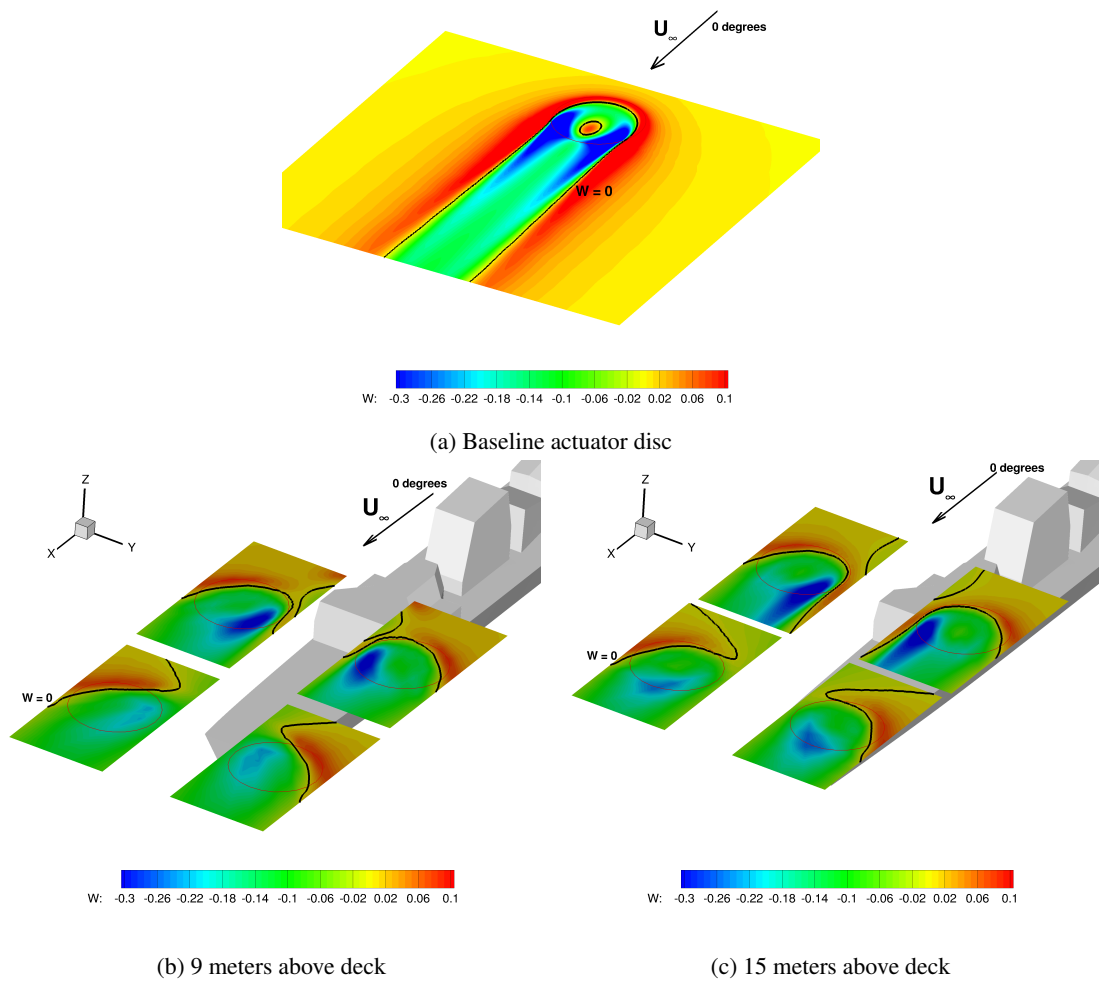 U∞
0 degrees
W = 0
W: -0.3 -0.26 -0.22 -0.18 -0.14 -0.1 -0.06 -0.02 0.02 0.06 0.1
(a) Baseline actuator disc
Z
X
Y
U∞
0 degrees
W = 0
W: -0.3 -0.26 -0.22 -0.18 -0.14 -0.1 -0.06 -0.02 0.02 0.06 0.1
(b) 9 meters above deck
Z
X
Y
U∞
0 degrees
W = 0
W: -0.3 -0.26 -0.22 -0.18 -0.14 -0.1 -0.06 -0.02 0.02 0.06 0.1
(c) 15 meters above deck